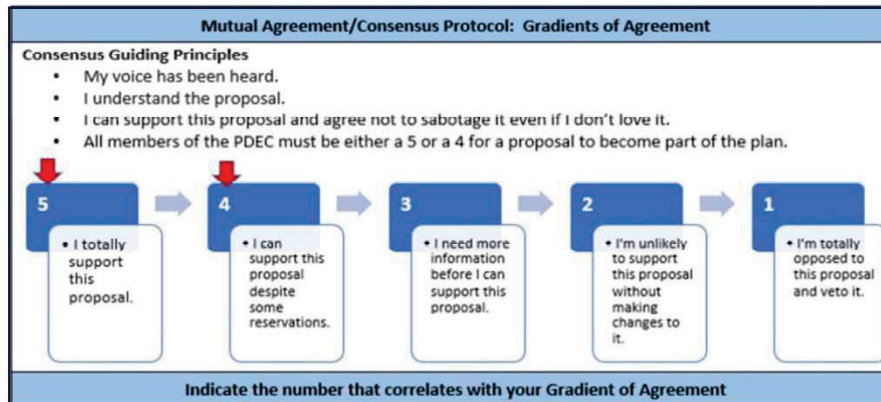 Mutual Agreement/Consensus Protocol: Gradients of Agreement
Consensus Guiding Principles
• My voice has been heard.
• I understand the proposal.
• I can support this proposal and agree not to sabotage it even if I don't love it.
• All members of the PDEC must be either a 5 or a 4 for a proposal to become part of the plan.
5
• I totally
support
this
proposal.
4
• I can
support this
proposal
despite
some
reservations.
3
• I need more
information
before I can
support this
proposal.
2
• I'm unlikely
to support
this proposal
without
making
changes to
it.
1
• I'm totally
opposed to
this proposal
and veto it.
Indicate the number that correlates with your Gradient of Agreement